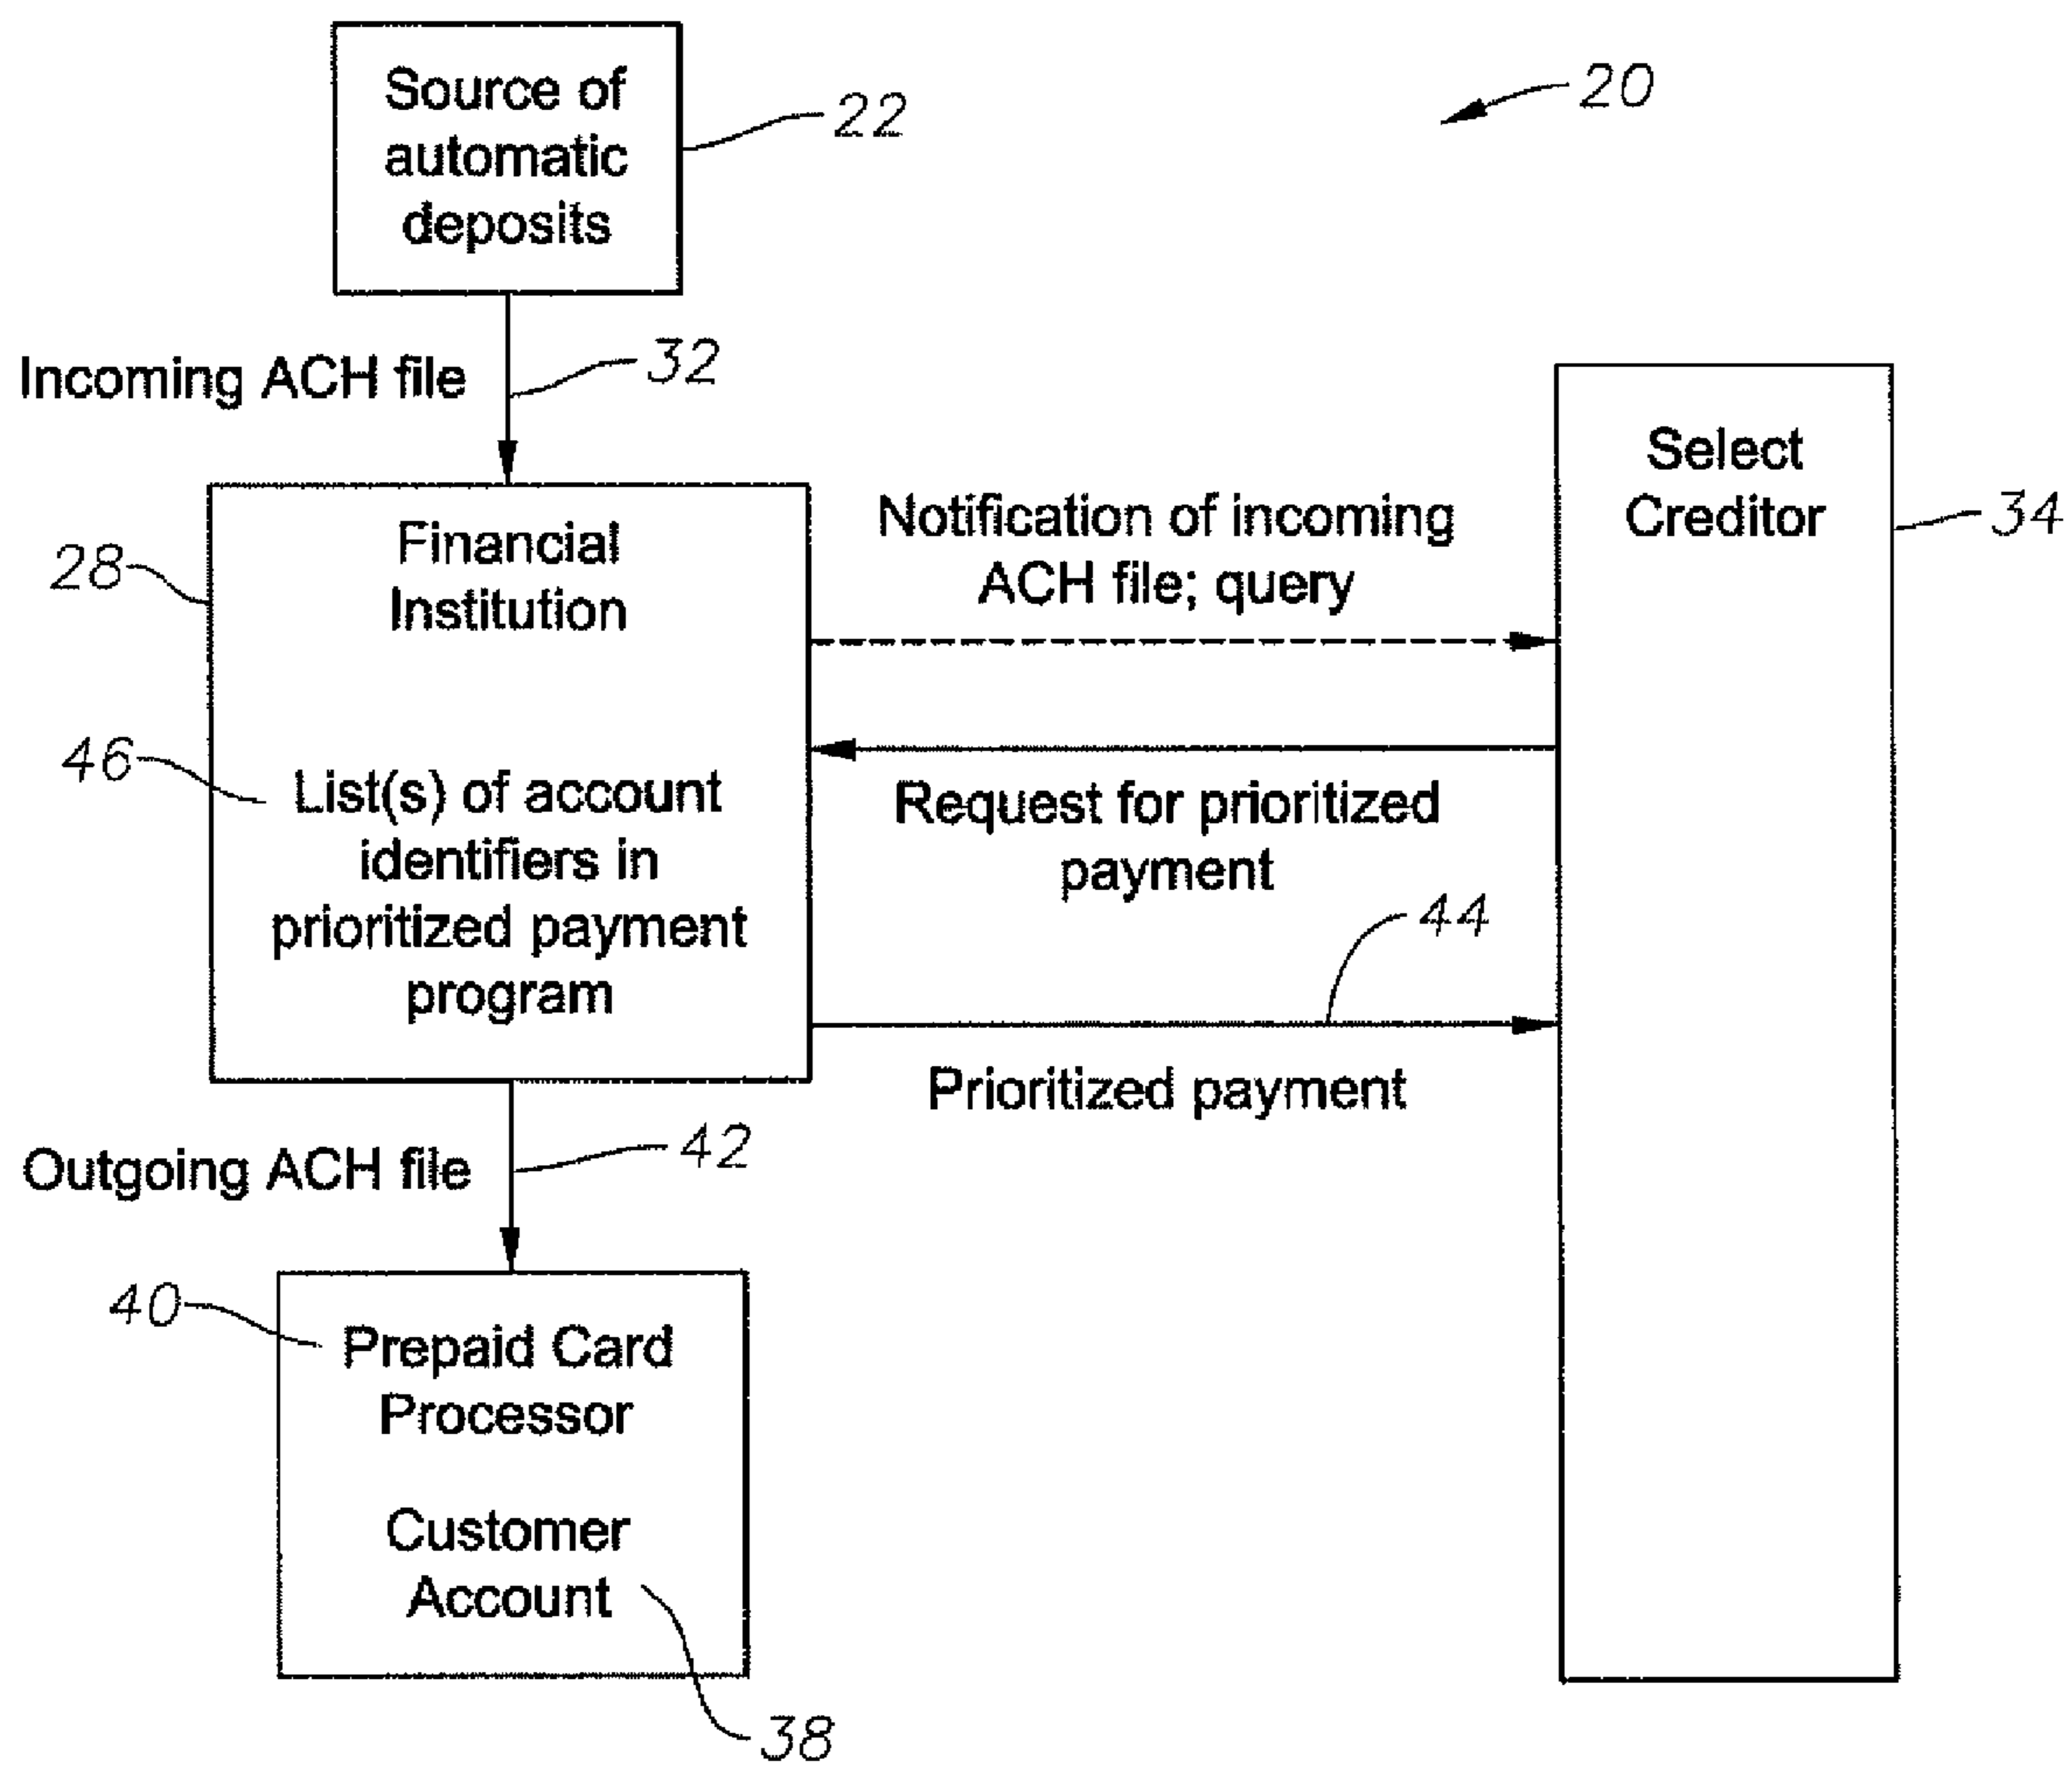 Source of
automatic
deposits
22
20
Incoming ACH file
32
Financial
Institution
28
46
List(s) of account
identifiers in
prioritized payment
program
Notification of incoming
ACH file; query
Request for prioritized
payment
44
Prioritized payment
Select
Creditor
34
Outgoing ACH file
42
40
Prepaid Card
Processor
Customer
Account
38